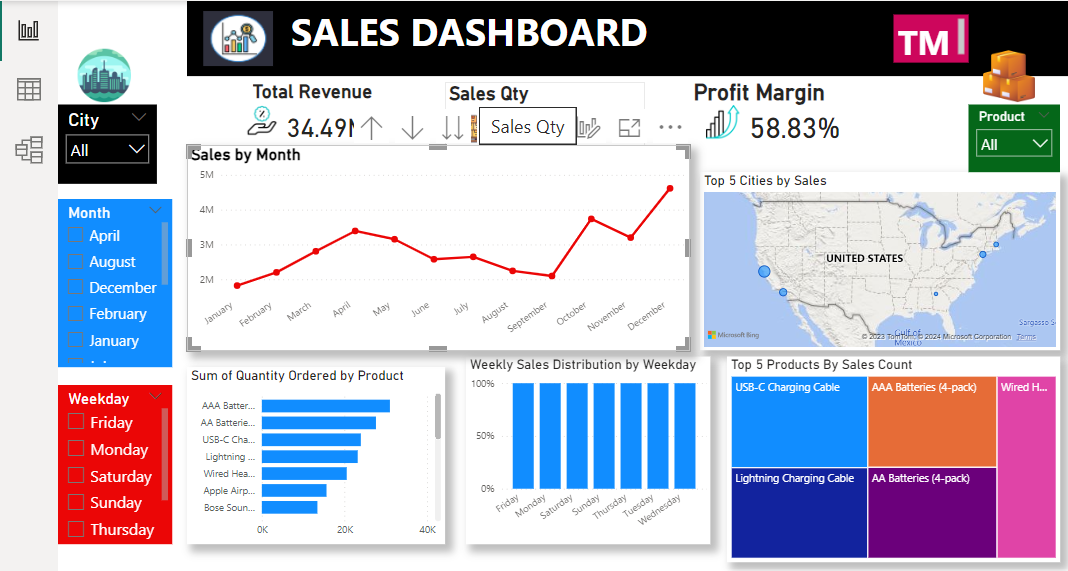 SALES DASHBOARD
TM
Total Revenue
34.49
Sales Qty
Sales Qty
Profit Margin
58.83%
City
All
Product
All
Month
April
August
December
February
January
Weekday
Friday
Monday
Saturday
Sunday
Thursday
Sales by Month
5M
4M
3M
2M
January
February
March
April
May
June
July
August
September
October
November
December
Top 5 Cities by Sales
UNITED STATES
Gulf of
Mexico
Sargasso S
Microsoft Bing
© 2023 TomTom, © 2024 Microsoft Corporation Terms
Sum of Quantity Ordered by Product
AAA Batter...
AA Batterie...
USB-C Cha...
Lightning ...
Wired Hea...
Apple Airp...
Bose Soun...
0K
20K
40K
Weekly Sales Distribution by Weekday
100%
50%
0%
Friday
Monday
Saturday
Sunday
Thursday
Tuesday
Wednesday
Top 5 Products By Sales Count
USB-C Charging Cable
AAA Batteries (4-pack)
Wired H...
Lightning Charging Cable
AA Batteries (4-pack)